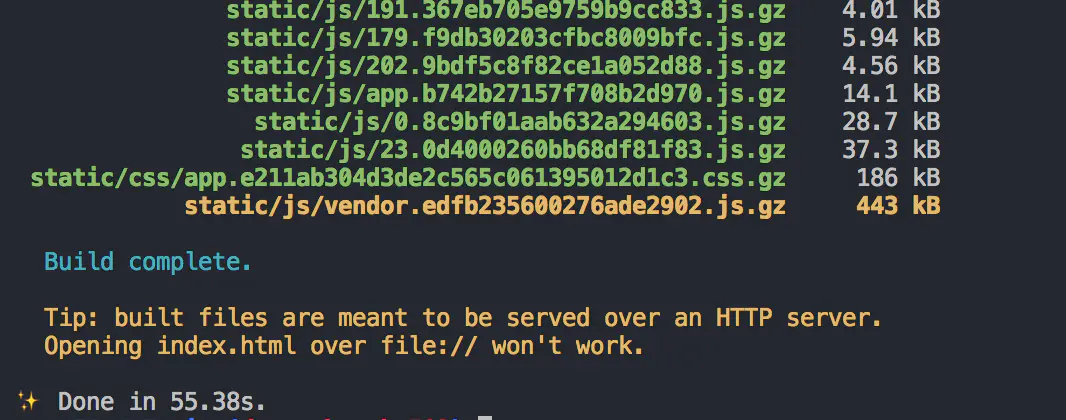 static/js/191.367eb705e9759b9cc833.js.gz 4.01 kB
static/js/179.f9db30203cfbc8009bfc.js.gz 5.94 kB
static/js/202.9bdf5c8f82ce1a052d88.js.gz 4.56 kB
static/js/app.b742b27157f708b2d970.js.gz 14.1 kB
static/js/0.8c9bf01aab632a294603.js.gz 28.7 kB
static/js/23.0d4000260bb68df81f83.js.gz 37.3 kB
static/css/app.e211ab304d3de2c565c061395012d1c3.css.gz 186 kB
static/js/vendor.edfb235600276ade2902.js.gz 443 kB
Build complete.
Tip: built files are meant to be served over an HTTP server.
Opening index.html over file:// won't work.
✨ Done in 55.38s.